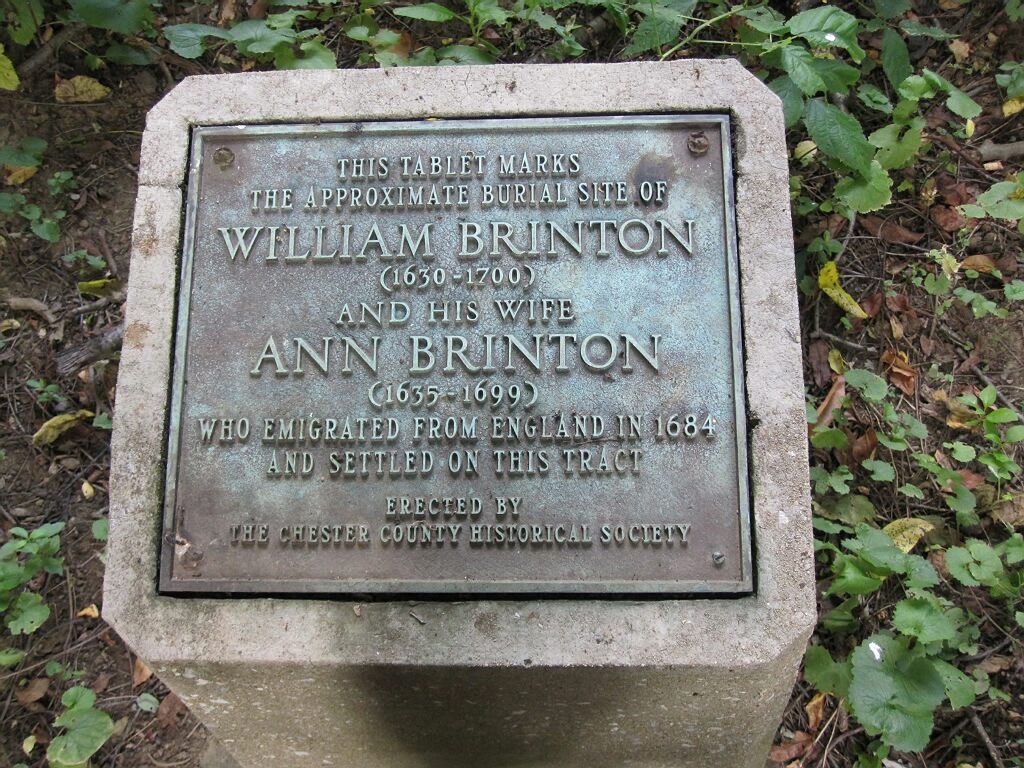 THIS TABLET MARKS
THE APPROXIMATE BURIAL SITE OF
WILLIAM BRINTON
(1630-1700)
AND HIS WIFE
ANN BRINTON
(1635-1699)
WHO EMIGRATED FROM ENGLAND IN 1684
AND SETTLED ON THIS TRACT
ERECTED BY
THE CHESTER COUNTY HISTORICAL SOCIETY